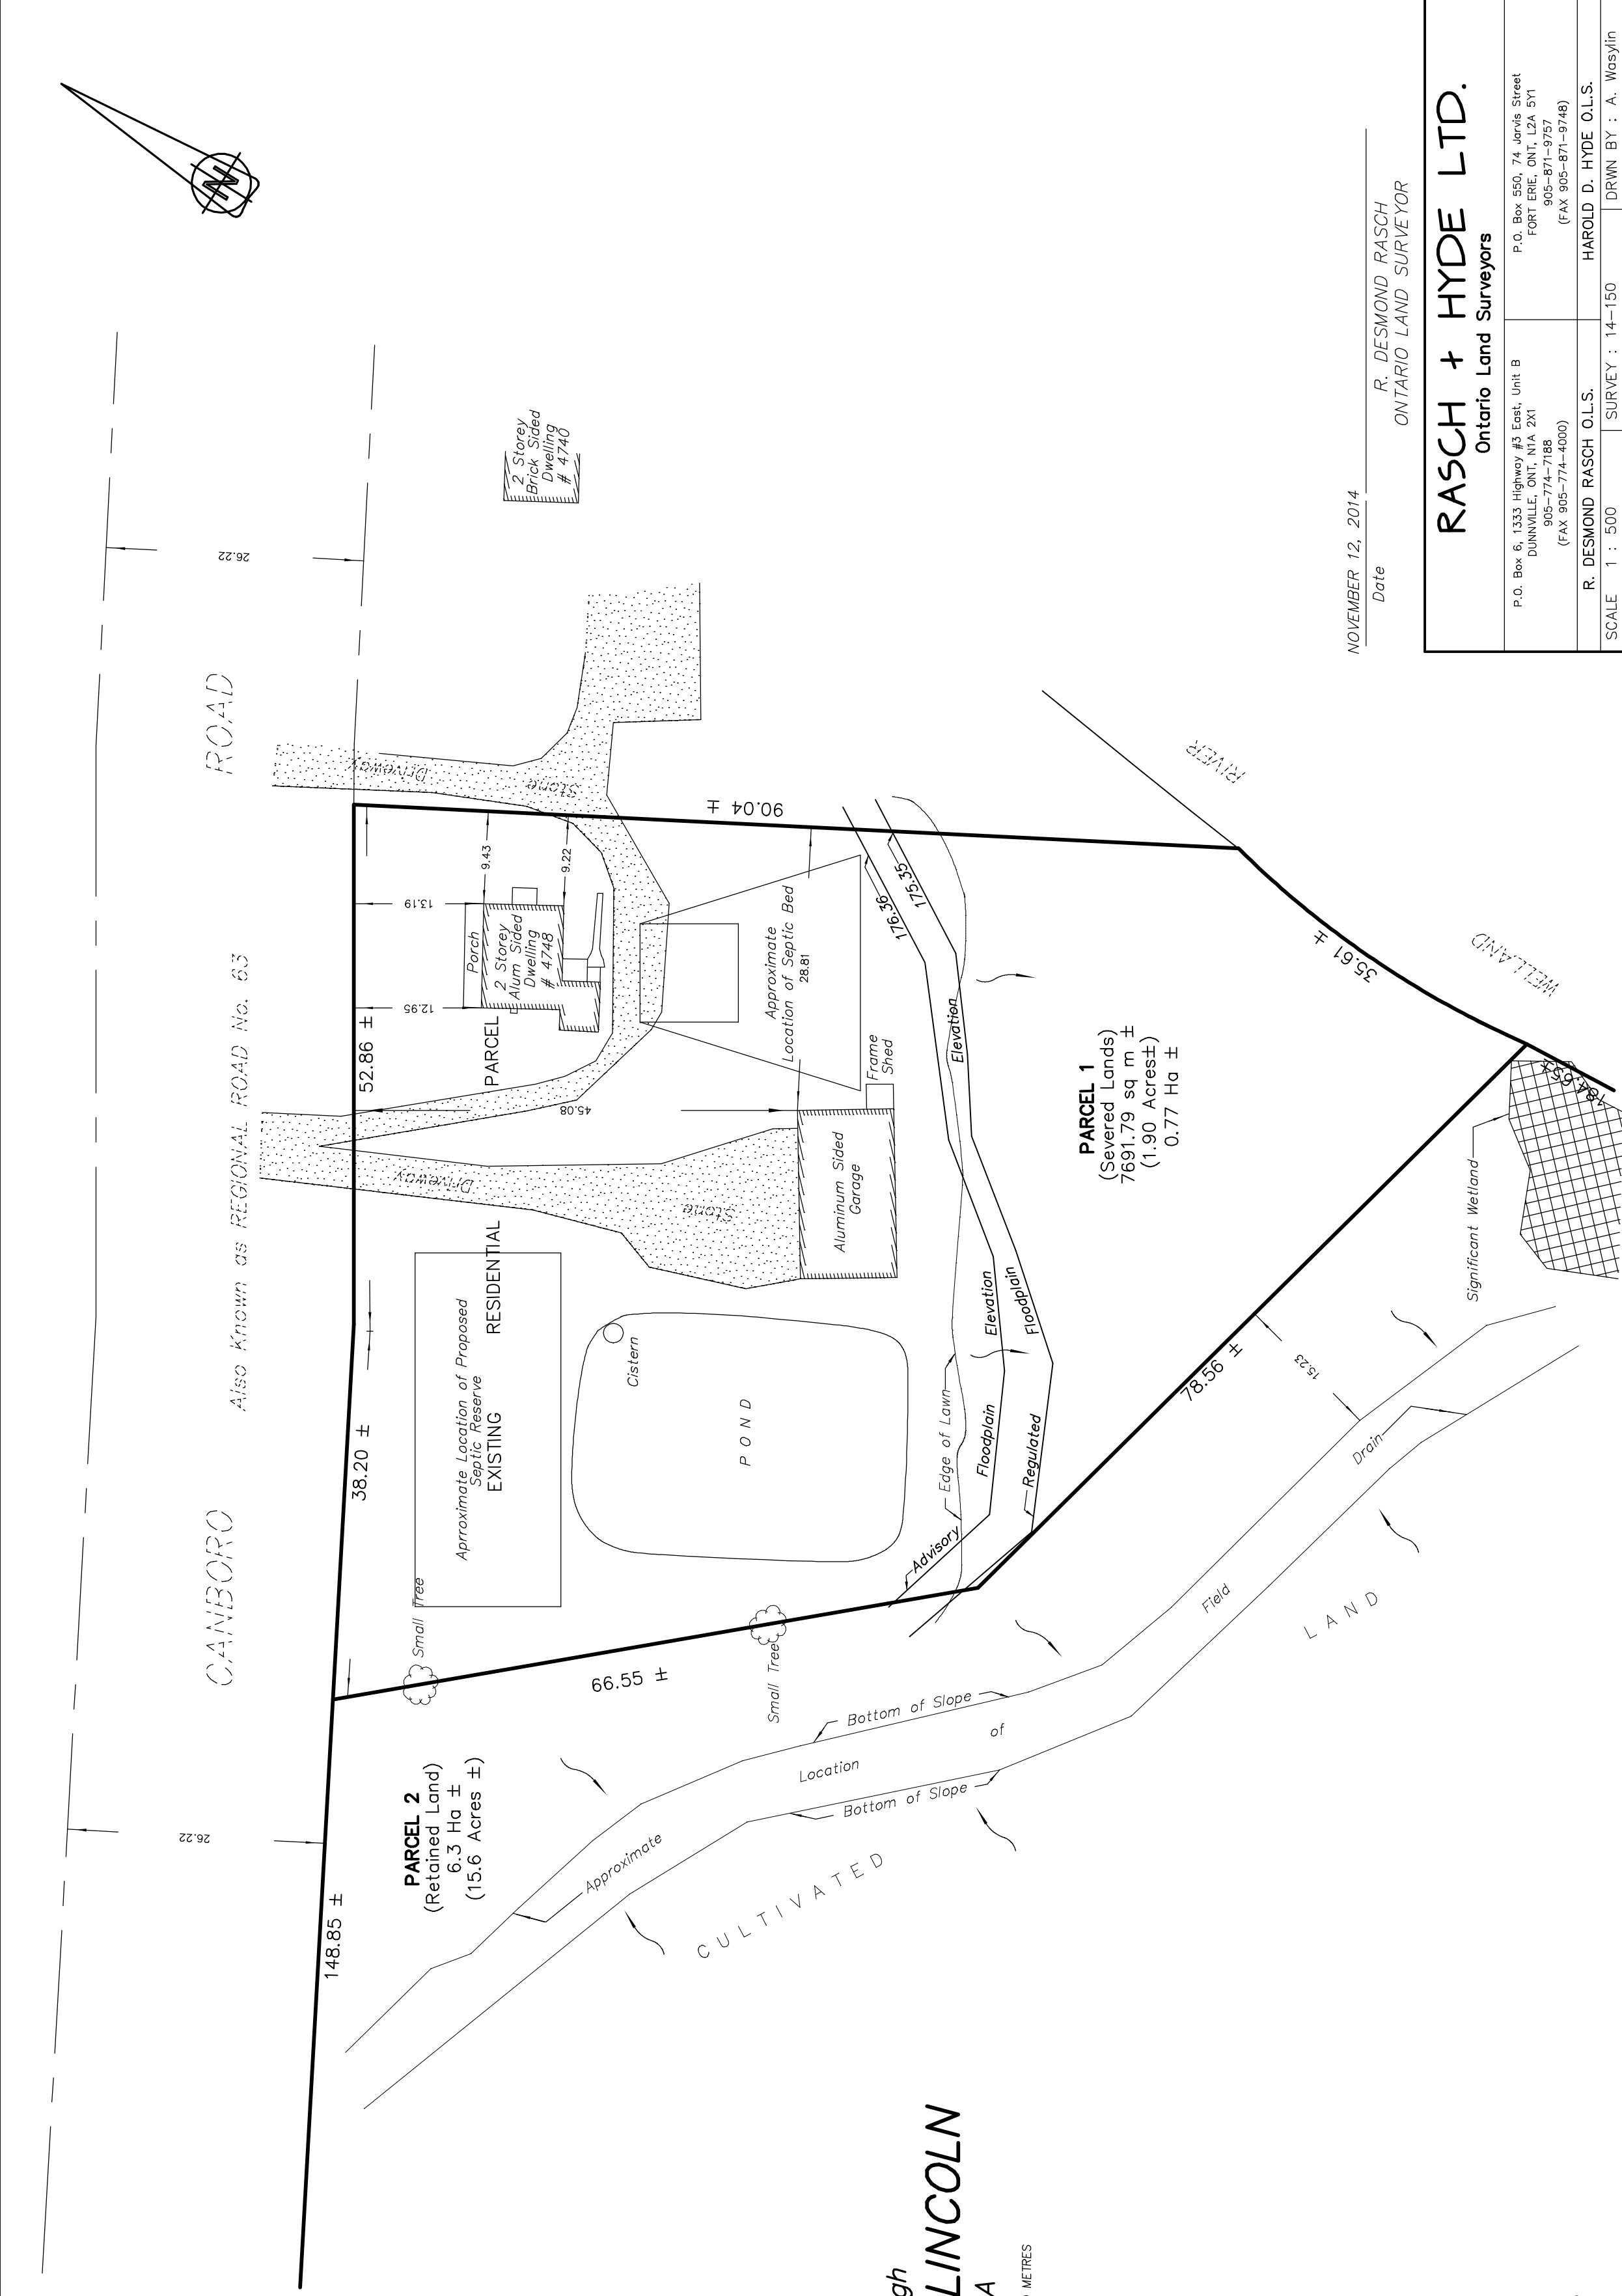 CANBORO ROAD
Also Known as REGIONAL ROAD No. 63
26.22
26.22
148.85 ±
38.20 ±
52.86 ±
90.04 ±
35.61 ±
78.56 ±
66.55 ±
15.23
PARCEL 2
(Retained Land)
6.3 Ha ±
(15.6 Acres ±)
PARCEL 1
(Severed Lands)
7691.79 sq m ±
(1.90 Acres±)
0.77 Ha ±
EXISTING RESIDENTIAL PARCEL
Aprroximate Location of Proposed
Septic Reserve
Small Tree
Small Tree
Cistern
POND
Stone Driveway
Stone Driveway
45.08
12.95
13.19
9.43
9.22
Porch
2 Storey
Alum Sided
Dwelling
# 4748
2 Storey
Brick Sided
Dwelling
# 4740
Approximate
Location of Septic Bed
28.81
Frame
Shed
Aluminum Sided
Garage
Edge of Lawn
Advisory Floodplain Elevation 176.36
Regulated Floodplain Elevation 175.35
Approximate Location of Field Drain
Bottom of Slope
Bottom of Slope
CULTIVATED LAND
Significant Wetland
WELLAND RIVER
LINCOLN
METRES
NOVEMBER 12, 2014
Date
R. DESMOND RASCH
ONTARIO LAND SURVEYOR
RASCH + HYDE LTD.
Ontario Land Surveyors
P.O. Box 6, 1333 Highway #3 East, Unit B
DUNNVILLE, ONT, N1A 2X1
905-774-7188
(FAX 905-774-4000)
P.O. Box 550, 74 Jarvis Street
FORT ERIE, ONT, L2A 5Y1
905-871-9757
(FAX 905-871-9748)
R. DESMOND RASCH O.L.S.
HAROLD D. HYDE O.L.S.
SCALE 1 : 500
SURVEY : 14-150
DRWN BY : A. Wasylin